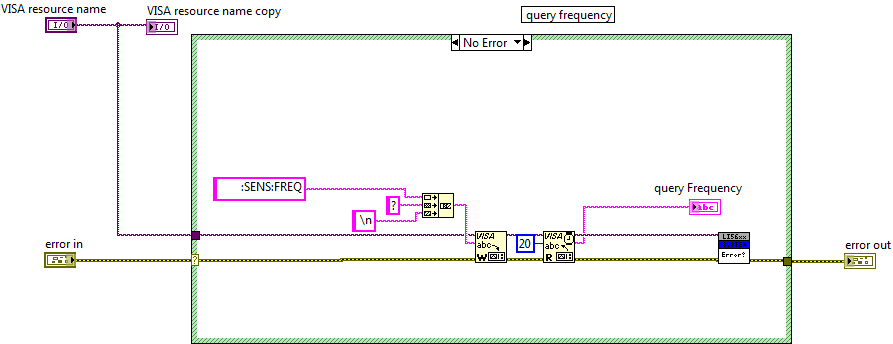 VISA resource name
I/O
VISA resource name copy
I/O
query frequency
No Error
:SENS:FREQ
?
\n
query Frequency
abc
VISA
abc
W
20
VISA
abc
R
LIS6xx
Error?
error in
?
error out